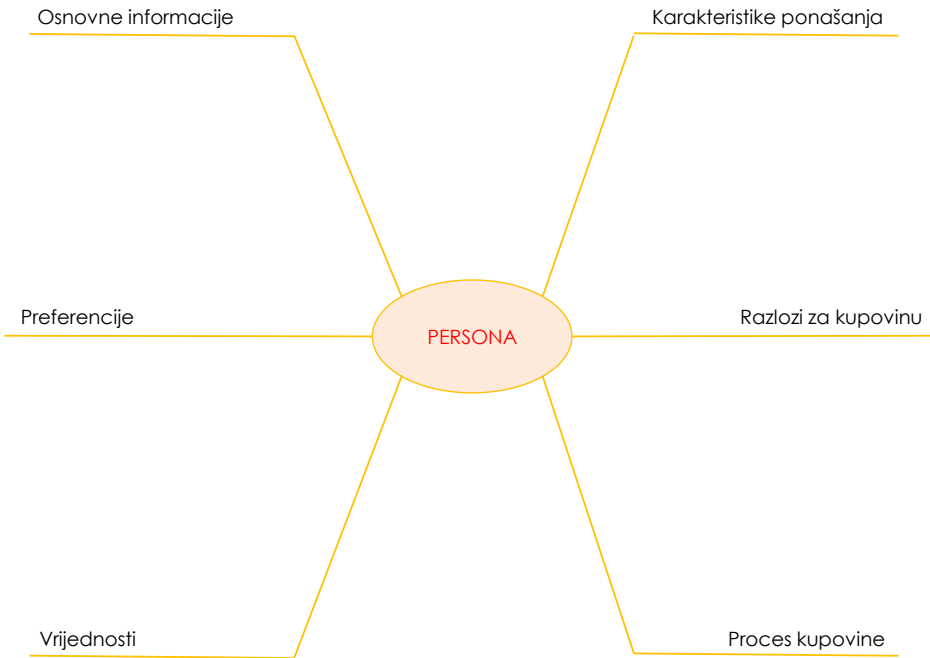 Osnovne informacije
Karakteristike ponašanja
Preferencije
PERSONA
Razlozi za kupovinu
Vrijednosti
Proces kupovine